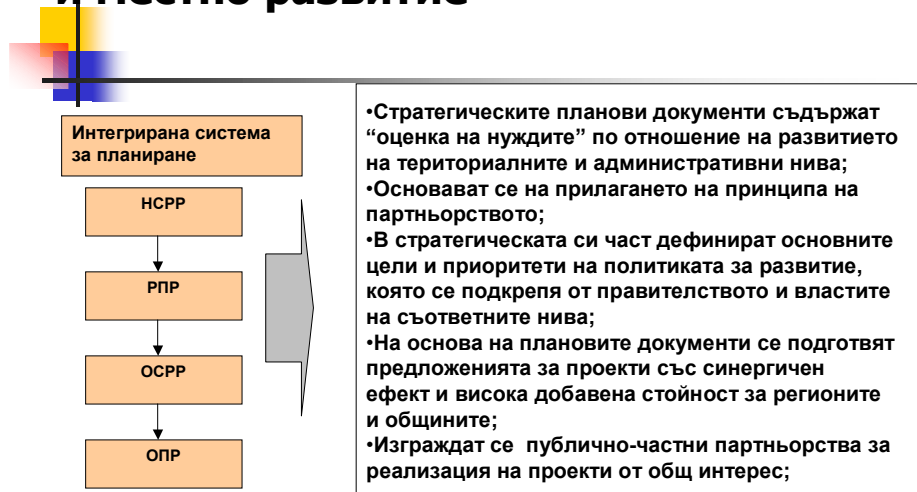 и местно развитие
Интегрирана система
за планиране
НСРР
РПР
ОСРР
ОПР
•Стратегическите планови документи съдържат
“оценка на нуждите” по отношение на развитието
на териториалните и административни нива;
•Основават се на прилагането на принципа на
партньорството;
•В стратегическата си част дефинират основните
цели и приоритети на политиката за развитие,
която се подкрепя от правителството и властите
на съответните нива;
•На основа на плановите документи се подготвят
предложенията за проекти със синергичен
ефект и висока добавена стойност за регионите
и общините;
•Изграждат се  публично-частни партньорства за
реализация на проекти от общ интерес;